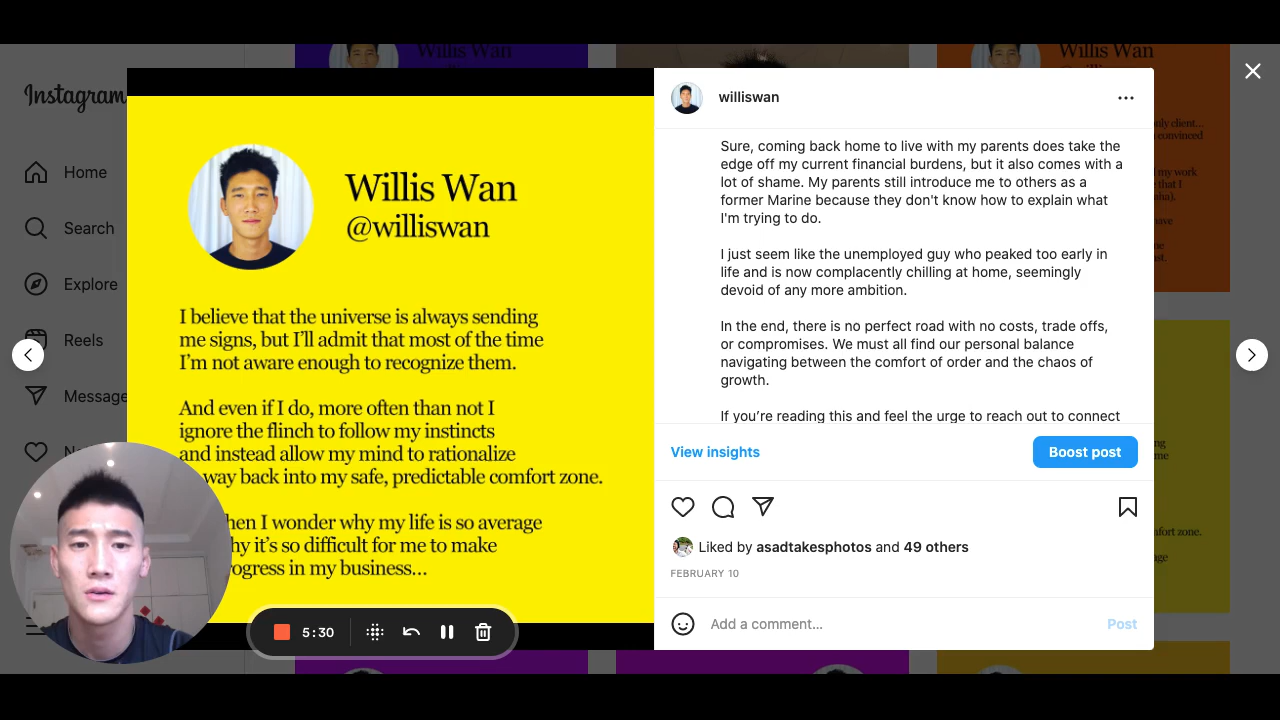 Instagram
Home
Search
Explore
Reels
Message
Willis Wan
Willis Wan
Willis Wan
@williswan
I believe that the universe is always sending
me signs, but I'll admit that most of the time
I'm not aware enough to recognize them.
And even if I do, more often than not I
ignore the flinch to follow my instincts
and instead allow my mind to rationalize
way back into my safe, predictable comfort zone.
hen I wonder why my life is so average
hy it's so difficult for me to make
rogress in my business...
5:30
williswan
Sure, coming back home to live with my parents does take the
edge off my current financial burdens, but it also comes with a
lot of shame. My parents still introduce me to others as a
former Marine because they don't know how to explain what
I'm trying to do.
I just seem like the unemployed guy who peaked too early in
life and is now complacently chilling at home, seemingly
devoid of any more ambition.
In the end, there is no perfect road with no costs, trade offs,
or compromises. We must all find our personal balance
navigating between the comfort of order and the chaos of
growth.
If you're reading this and feel the urge to reach out to connect
View insights
Boost post
Liked by asadtakesphotos and 49 others
FEBRUARY 10
Add a comment...
Post
client...
convinced
my work
that I
have
fort zone.